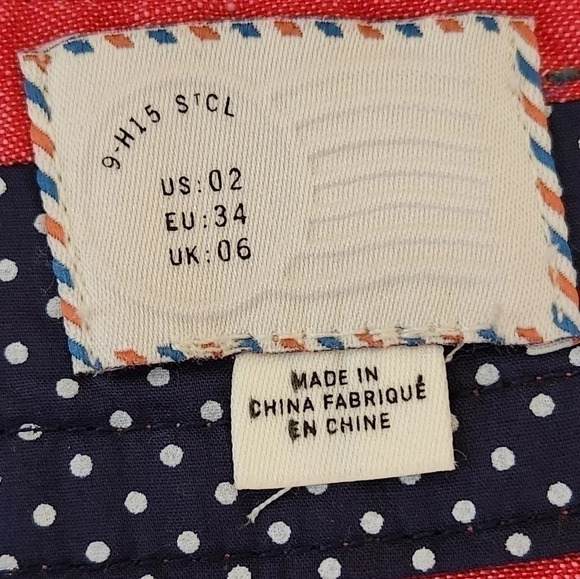 9-H15 STCL
US: 02
EU: 34
UK: 06
MADE IN
CHINA FABRIQUÉ
EN CHINE